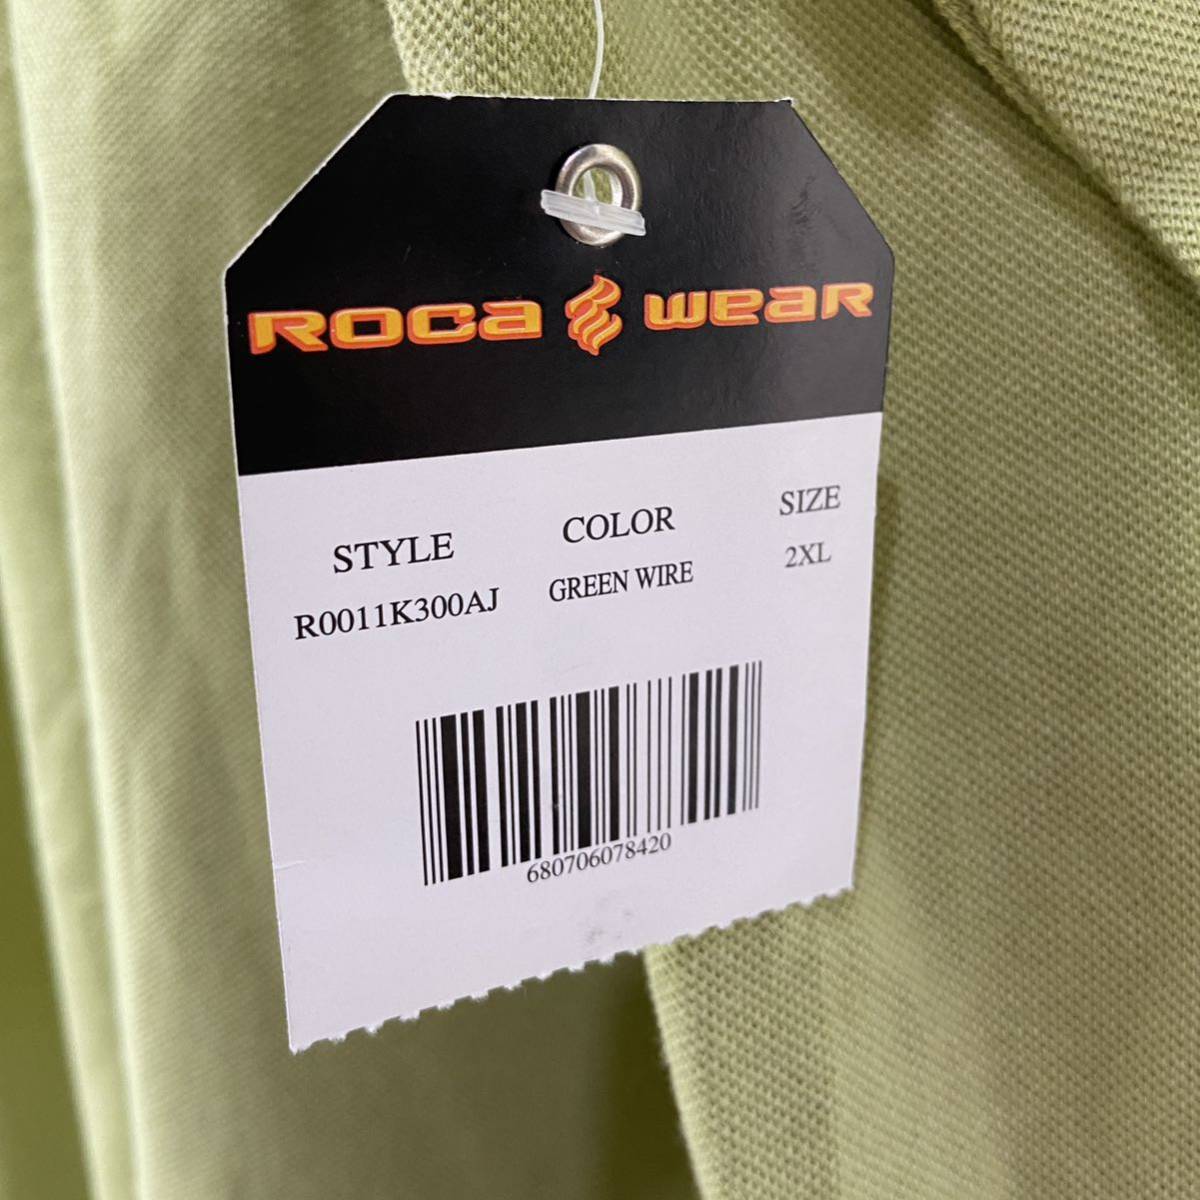 ROCA WEAR
STYLE COLOR SIZE
R0011K300AJ GREEN WIRE 2XL
680706078420